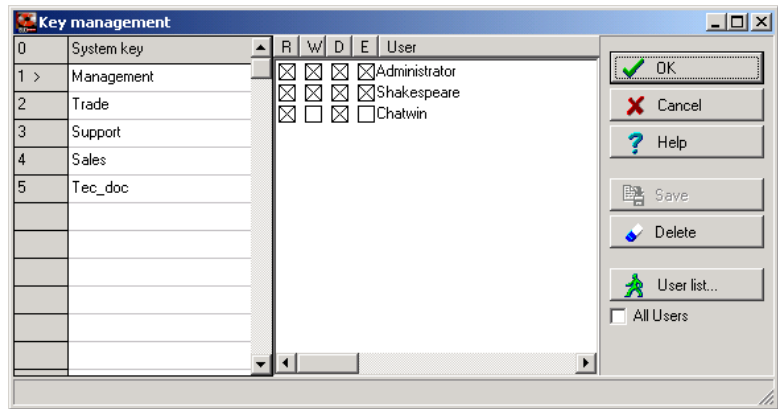 Key management
0 System key
1 > Management
2 Trade
3 Support
4 Sales
5 Tec_doc
R W D E User
Administrator
Shakespeare
Chatwin
OK
Cancel
Help
Save
Delete
User list...
All Users